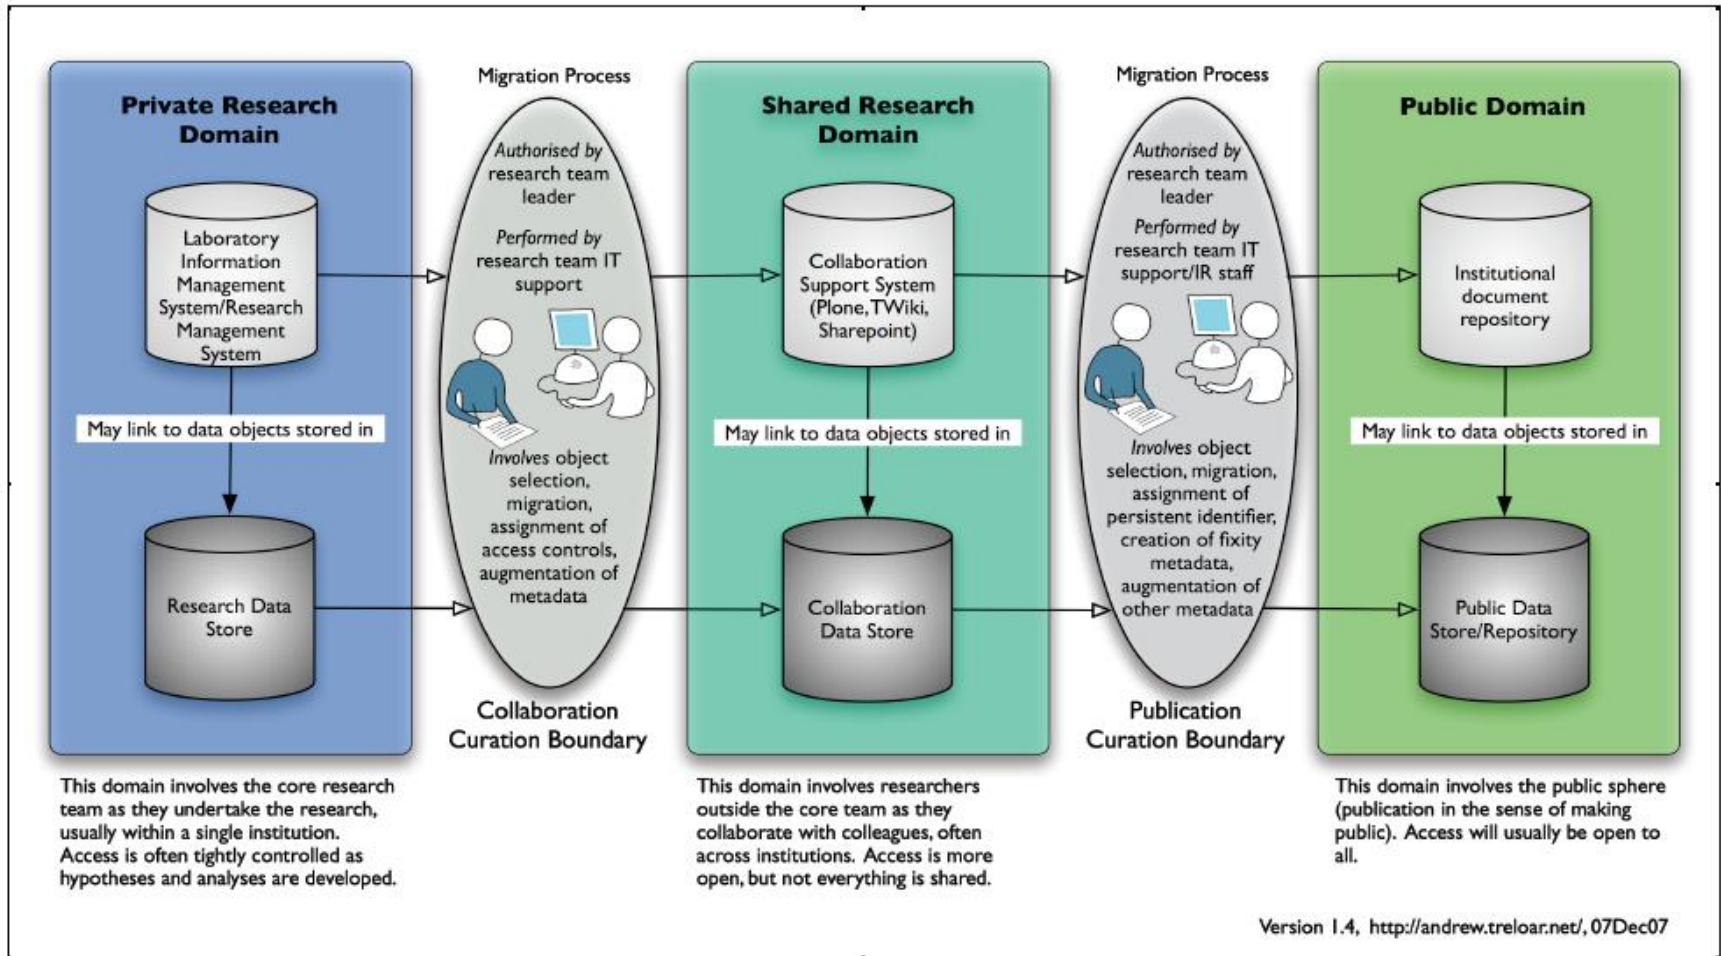 Private Research
Domain
Laboratory
Information
Management
System/Research
Management
System
May link to data objects stored in
Research Data
Store
This domain involves the core research
team as they undertake the research,
usually within a single institution.
Access is often tightly controlled as
hypotheses and analyses are developed.
Migration Process
Authorised by
research team
leader
Performed by
research team IT
support
Involves object
selection,
migration,
assignment of
access controls,
augmentation of
metadata
Collaboration
Curation Boundary
Shared Research
Domain
Collaboration
Support System
(Plone, TWiki,
Sharepoint)
May link to data objects stored in
Collaboration
Data Store
This domain involves researchers
outside the core team as they
collaborate with colleagues, often
across institutions. Access is more
open, but not everything is shared.
Migration Process
Authorised by
research team
leader
Performed by
research team IT
support/IR staff
Involves object
selection, migration,
assignment of
persistent identifier,
creation of fixity
metadata,
augmentation of
other metadata
Publication
Curation Boundary
Public Domain
Institutional
document
repository
May link to data objects stored in
Public Data
Store/Repository
This domain involves the public sphere
(publication in the sense of making
public). Access will usually be open to
all.
Version 1.4, http://andrew.treloar.net/, 07Dec07